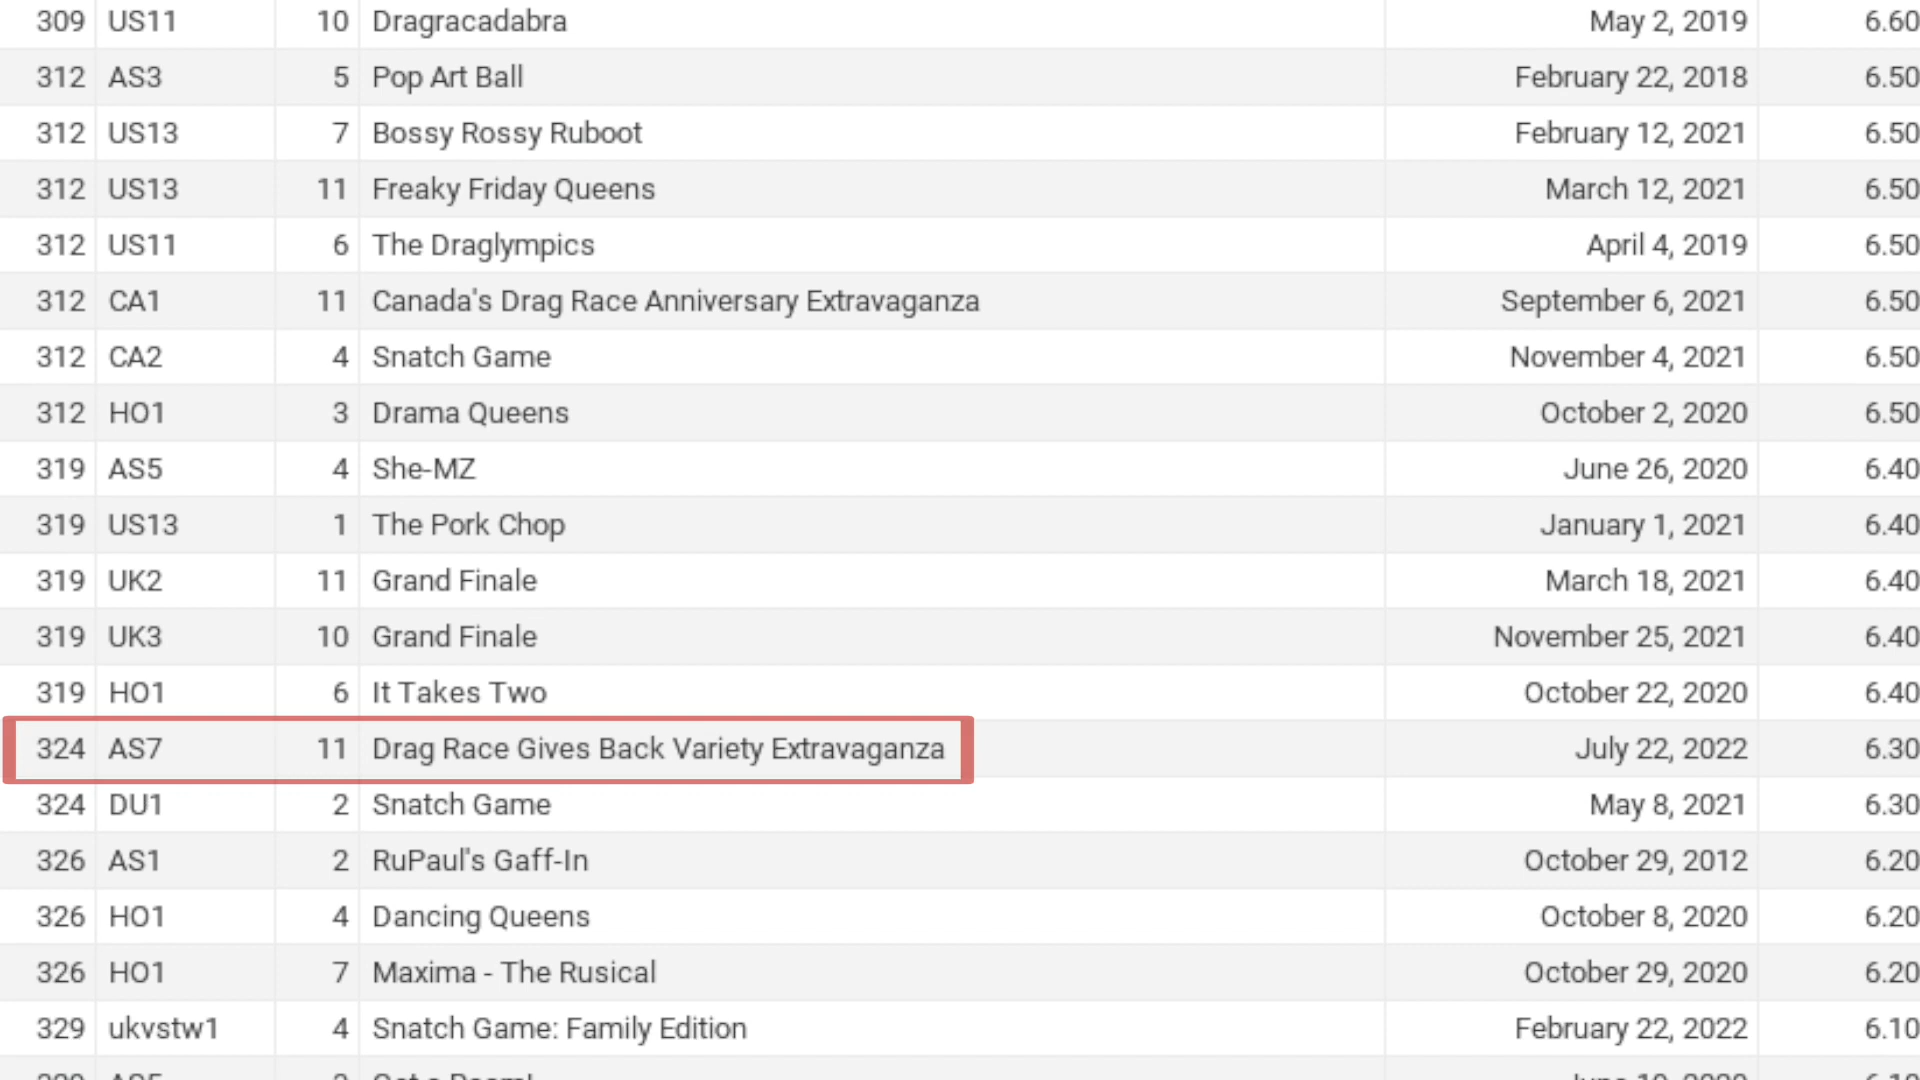 309 US11 10 Dragracadabra May 2, 2019 6.60
312 AS3 5 Pop Art Ball February 22, 2018 6.50
312 US13 7 Bossy Rossy Ruboot February 12, 2021 6.50
312 US13 11 Freaky Friday Queens March 12, 2021 6.50
312 US11 6 The Draglympics April 4, 2019 6.50
312 CA1 11 Canada's Drag Race Anniversary Extravaganza September 6, 2021 6.50
312 CA2 4 Snatch Game November 4, 2021 6.50
312 HO1 3 Drama Queens October 2, 2020 6.50
319 AS5 4 She-MZ June 26, 2020 6.40
319 US13 1 The Pork Chop January 1, 2021 6.40
319 UK2 11 Grand Finale March 18, 2021 6.40
319 UK3 10 Grand Finale November 25, 2021 6.40
319 HO1 6 It Takes Two October 22, 2020 6.40
324 AS7 11 Drag Race Gives Back Variety Extravaganza July 22, 2022 6.30
324 DU1 2 Snatch Game May 8, 2021 6.30
326 AS1 2 RuPaul's Gaff-In October 29, 2012 6.20
326 HO1 4 Dancing Queens October 8, 2020 6.20
326 HO1 7 Maxima - The Rusical October 29, 2020 6.20
329 ukvstw1 4 Snatch Game: Family Edition February 22, 2022 6.10